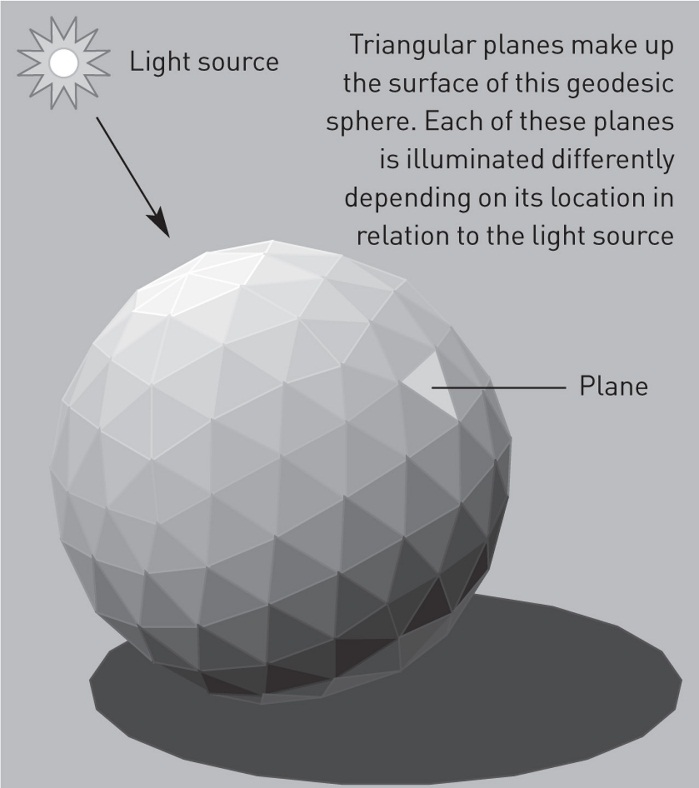 Light source
Triangular planes make up
the surface of this geodesic
sphere. Each of these planes
is illuminated differently
depending on its location in
relation to the light source
Plane